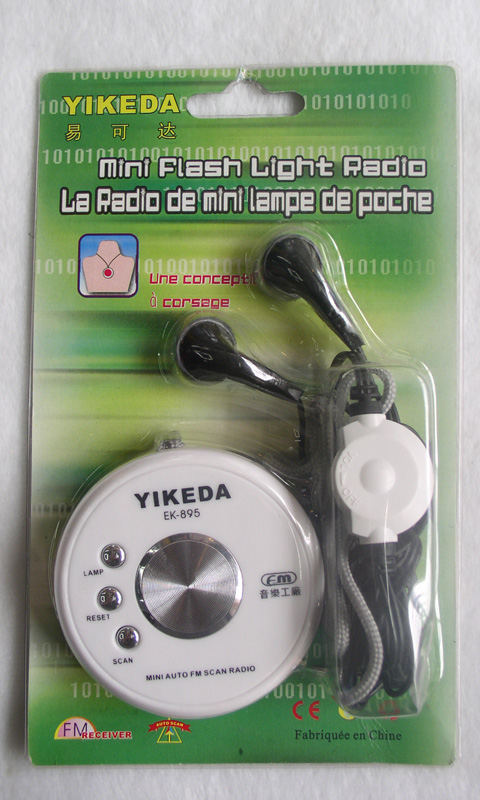 YIKEDA
易可达
Mini Flash Light Radio
La Radio de mini lampe de poche
Une concepti
à corsage
YIKEDA
EK-895
LAMP
RESET
SCAN
FM
音樂工廠
MINI AUTO FM SCAN RADIO
FM RECEIVER
AUTO SCAN
CE
Fabriquée en Chine